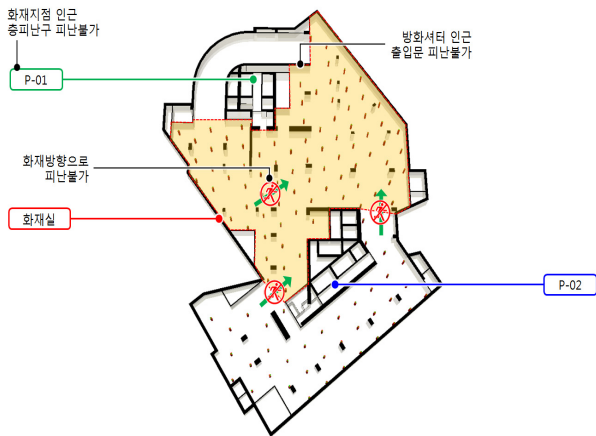 화재지점 인근
층피난구 피난불가
P-01
방화셔터 인근
출입문 피난불가
화재방향으로
피난불가
화재실
P-02